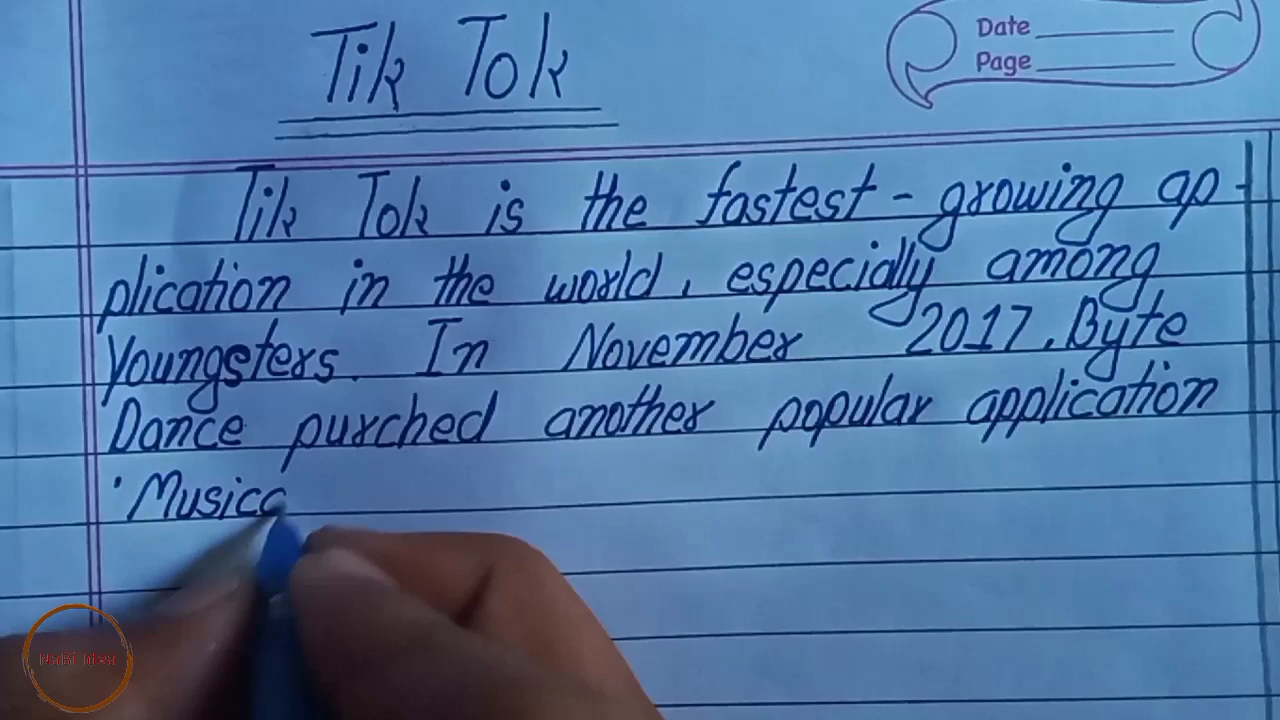 Tik Tok
Date
Page
Tik Tok is the fastest-growing ap-
plication in the world, especially among
Youngsters. In November 2017, Byte
Dance purched another popular application
'Musica